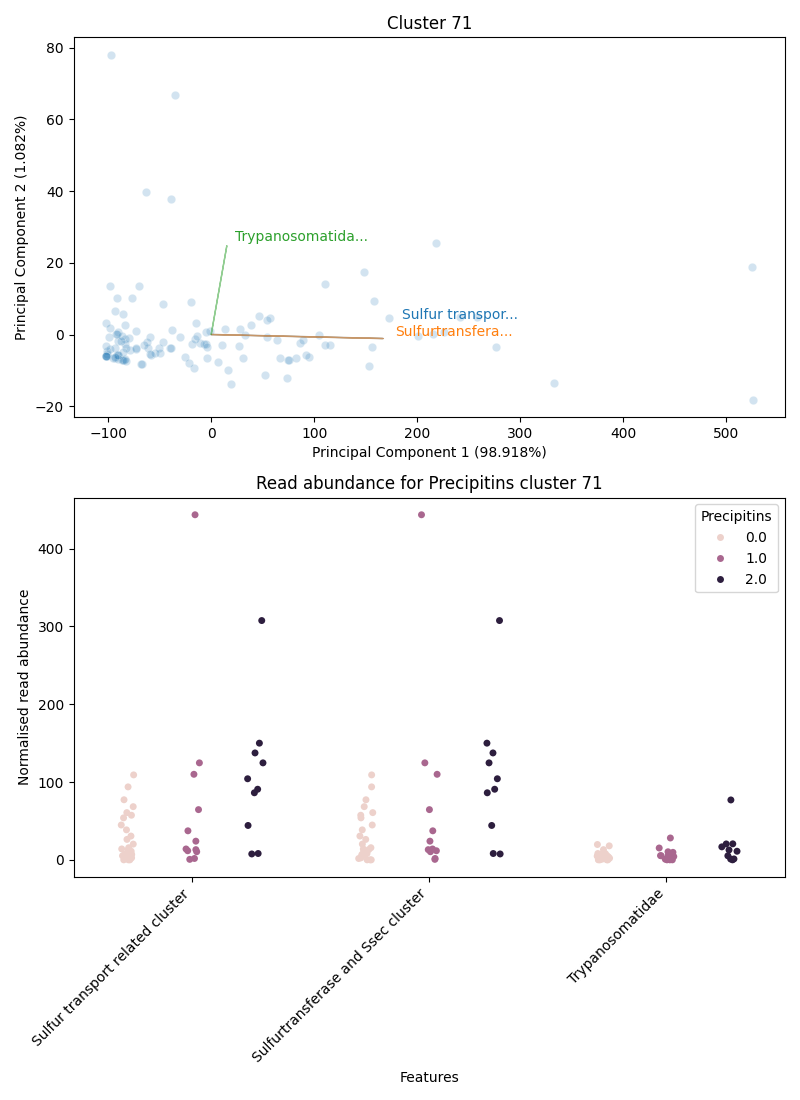 Cluster 71
80
60
40
20
0
−20
Principal Component 2 (1.082%)
Trypanosomatida...
Sulfur transpor...
Sulfurtransfera...
−100
0
100
200
300
400
500
Principal Component 1 (98.918%)
Read abundance for Precipitins cluster 71
Precipitins
0.0
1.0
2.0
400
300
200
100
0
Normalised read abundance
Sulfur transport related cluster
Sulfurtransferase and Ssec cluster
Trypanosomatidae
Features